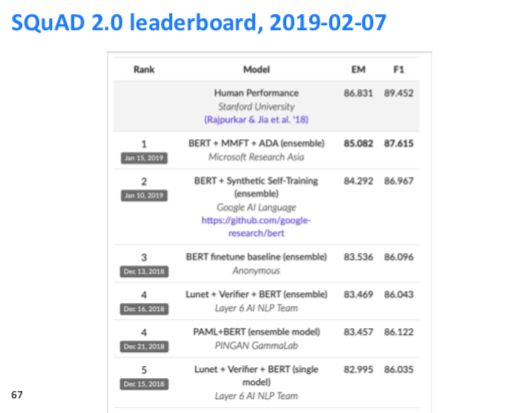 SQuAD 2.0 leaderboard, 2019-02-07
Rank Model EM F1
Human Performance 86.831 89.452
Stanford University
(Rajpurkar & Jia et al. '18)
1 BERT + MMFT + ADA (ensemble) 85.082 87.615
Jan 15, 2019 Microsoft Research Asia
2 BERT + Synthetic Self-Training 84.292 86.967
Jan 10, 2019 (ensemble)
Google AI Language
https://github.com/google-
research/bert
3 BERT finetune baseline (ensemble) 83.536 86.096
Dec 13, 2018 Anonymous
4 Lunet + Verifier + BERT (ensemble) 83.469 86.043
Dec 16, 2018 Layer 6 AI NLP Team
4 PAML+BERT (ensemble model) 83.457 86.122
Dec 21, 2018 PINGAN GammaLab
5 Lunet + Verifier + BERT (single 82.995 86.035
Dec 15, 2018 model)
Layer 6 AI NLP Team
67